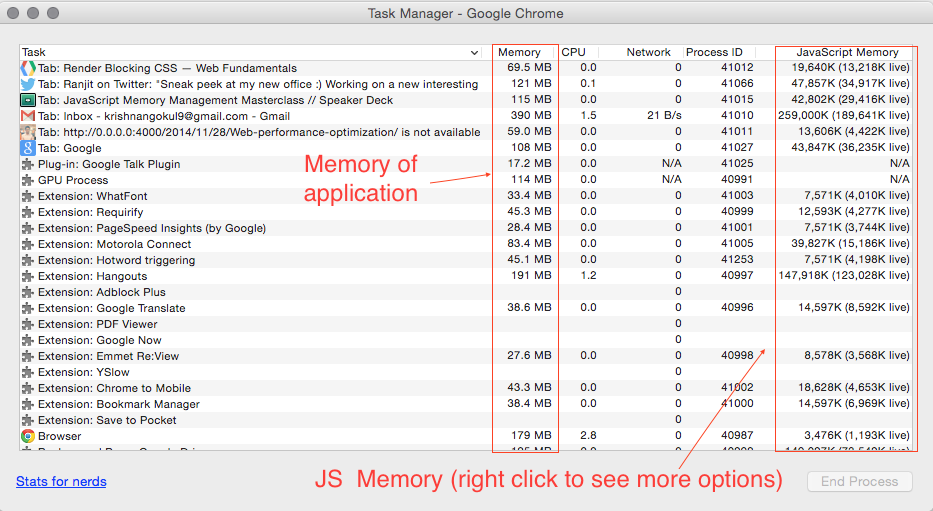 Task Manager - Google Chrome
Task Memory CPU Network Process ID JavaScript Memory
Tab: Render Blocking CSS — Web Fundamentals 69.5 MB 0.0 0 41012 19,640K (13,218K live)
Tab: Ranjit on Twitter: "Sneak peek at my new office :) Working on a new interesting 121 MB 0.1 0 41066 47,857K (34,917K live)
Tab: JavaScript Memory Management Masterclass // Speaker Deck 115 MB 0.0 0 41015 42,802K (29,416K live)
Tab: Inbox - krishnangokul9@gmail.com - Gmail 390 MB 1.5 21 B/s 41010 259,000K (189,641K live)
Tab: http://0.0.0.0:4000/2014/11/28/Web-performance-optimization/ is not available 59.0 MB 0.0 0 41011 13,606K (4,422K live)
Tab: Google 108 MB 0.0 0 41027 43,847K (36,235K live)
Plug-in: Google Talk Plugin 17.2 MB 0.0 N/A 41025 N/A
GPU Process 114 MB 0.0 N/A 40991 N/A
Extension: WhatFont 33.4 MB 0.0 0 41003 7,571K (4,010K live)
Extension: Requirify 45.3 MB 0.0 0 40999 12,593K (4,277K live)
Extension: PageSpeed Insights (by Google) 28.4 MB 0.0 0 41001 7,571K (3,744K live)
Extension: Motorola Connect 83.4 MB 0.0 0 41005 39,827K (15,186K live)
Extension: Hotword triggering 45.1 MB 0.0 0 41253 7,571K (4,198K live)
Extension: Hangouts 191 MB 1.2 0 40997 147,918K (123,028K live)
Extension: Adblock Plus 0
Extension: Google Translate 38.6 MB 0.0 0 40996 14,597K (8,592K live)
Extension: PDF Viewer 0
Extension: Google Now 0
Extension: Emmet Re:View 27.6 MB 0.0 0 40998 8,578K (3,568K live)
Extension: YSlow 0
Extension: Chrome to Mobile 43.3 MB 0.0 0 41002 18,628K (4,653K live)
Extension: Bookmark Manager 38.4 MB 0.0 0 41000 14,597K (6,969K live)
Extension: Save to Pocket 0
Browser 179 MB 2.8 0 40987 3,476K (1,193K live)
Memory of
application
JS Memory (right click to see more options)
Stats for nerds
End Process